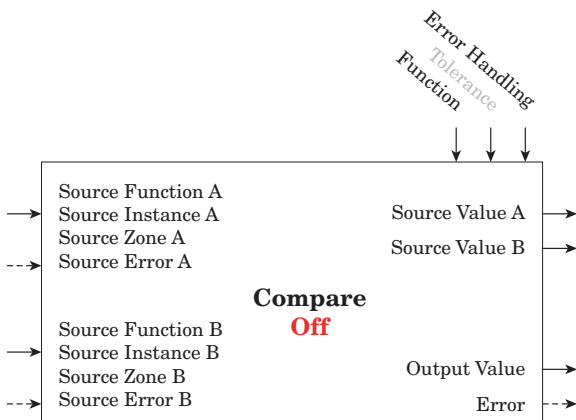 Function
Tolerance
Error Handling
Source Function A
Source Instance A
Source Zone A
Source Error A
Source Value A
Source Value B
Compare
Off
Source Function B
Source Instance B
Source Zone B
Source Error B
Output Value
Error